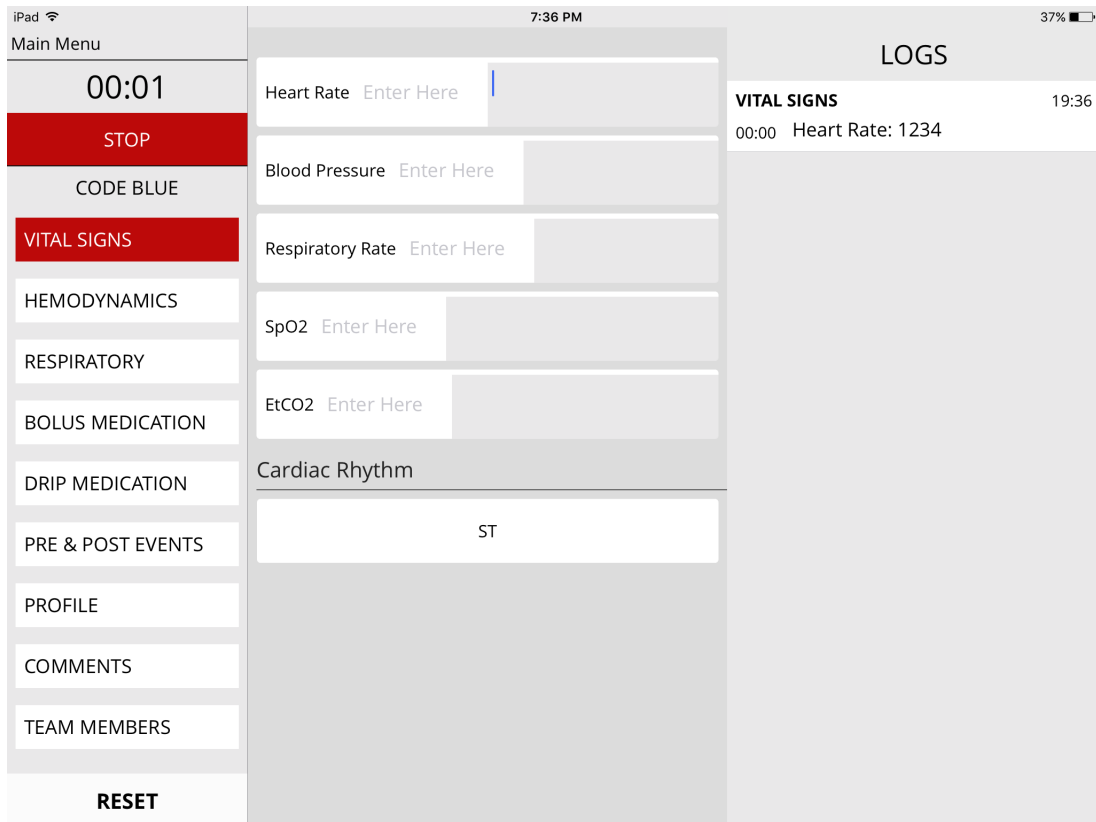 iPad
7:36 PM
37%
Main Menu
00:01
STOP
CODE BLUE
VITAL SIGNS
HEMODYNAMICS
RESPIRATORY
BOLUS MEDICATION
DRIP MEDICATION
PRE & POST EVENTS
PROFILE
COMMENTS
TEAM MEMBERS
RESET
Heart Rate Enter Here
Blood Pressure Enter Here
Respiratory Rate Enter Here
SpO2 Enter Here
EtCO2 Enter Here
Cardiac Rhythm
ST
LOGS
VITAL SIGNS 19:36
00:00 Heart Rate: 1234